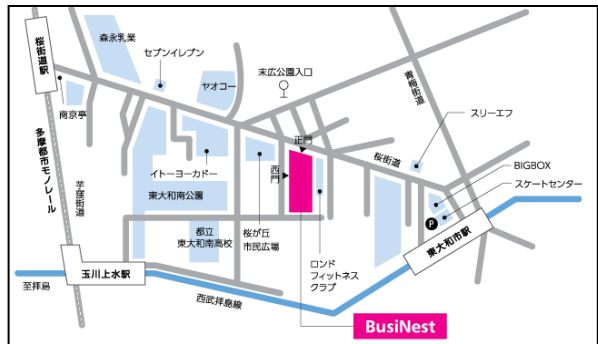 桜街道駅
森永乳業
セブンイレブン
ヤオコー
末広公園入口
青梅街道
スリーエフ
南京亭
正門
桜街道
BIGBOX
スケートセンター
多摩都市モノレール
芋窪街道
イトーヨーカドー
西門
東大和南公園
P
東大和市駅
都立
東大和南高校
桜が丘
市民広場
ロンド
フィットネス
クラブ
玉川上水駅
至拝島
西武拝島線
BusiNest